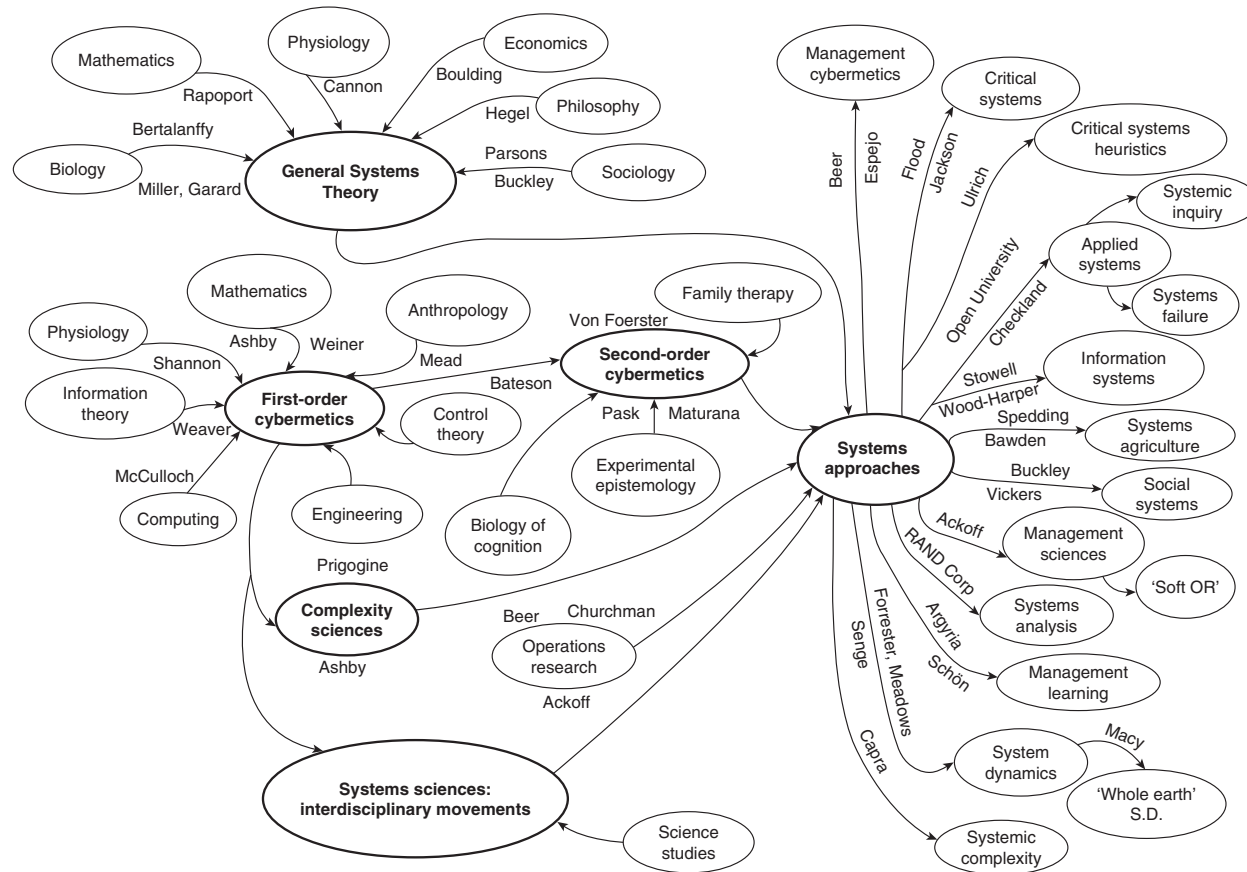 Mathematics
Rapoport
Physiology
Cannon
Economics
Boulding
Philosophy
Hegel
Bertalanffy
Biology
Miller, Garard
General Systems
Theory
Parsons
Buckley
Sociology
Management
cybermetics
Beer
Espejo
Critical
systems
Flood
Jackson
Critical systems
heuristics
Ulrich
Systemic
inquiry
Applied
systems
Open University
Checkland
Systems
failure
Mathematics
Ashby
Weiner
Anthropology
Mead
Physiology
Shannon
Information
theory
Weaver
First-order
cybermetics
Bateson
Control
theory
McCulloch
Computing
Engineering
Von Foerster
Family therapy
Second-order
cybermetics
Pask
Maturana
Experimental
epistemology
Biology of
cognition
Systems
approaches
Information
systems
Stowell
Wood-Harper
Spedding
Bawden
Systems
agriculture
Buckley
Vickers
Social
systems
Ackoff
Management
sciences
‘Soft OR’
RAND Corp
Systems
analysis
Argyria
Schön
Management
learning
Forrester, Meadows
Senge
System
dynamics
Macy
‘Whole earth’
S.D.
Capra
Systemic
complexity
Prigogine
Complexity
sciences
Ashby
Beer
Churchman
Operations
research
Ackoff
Systems sciences:
interdisciplinary movements
Science
studies